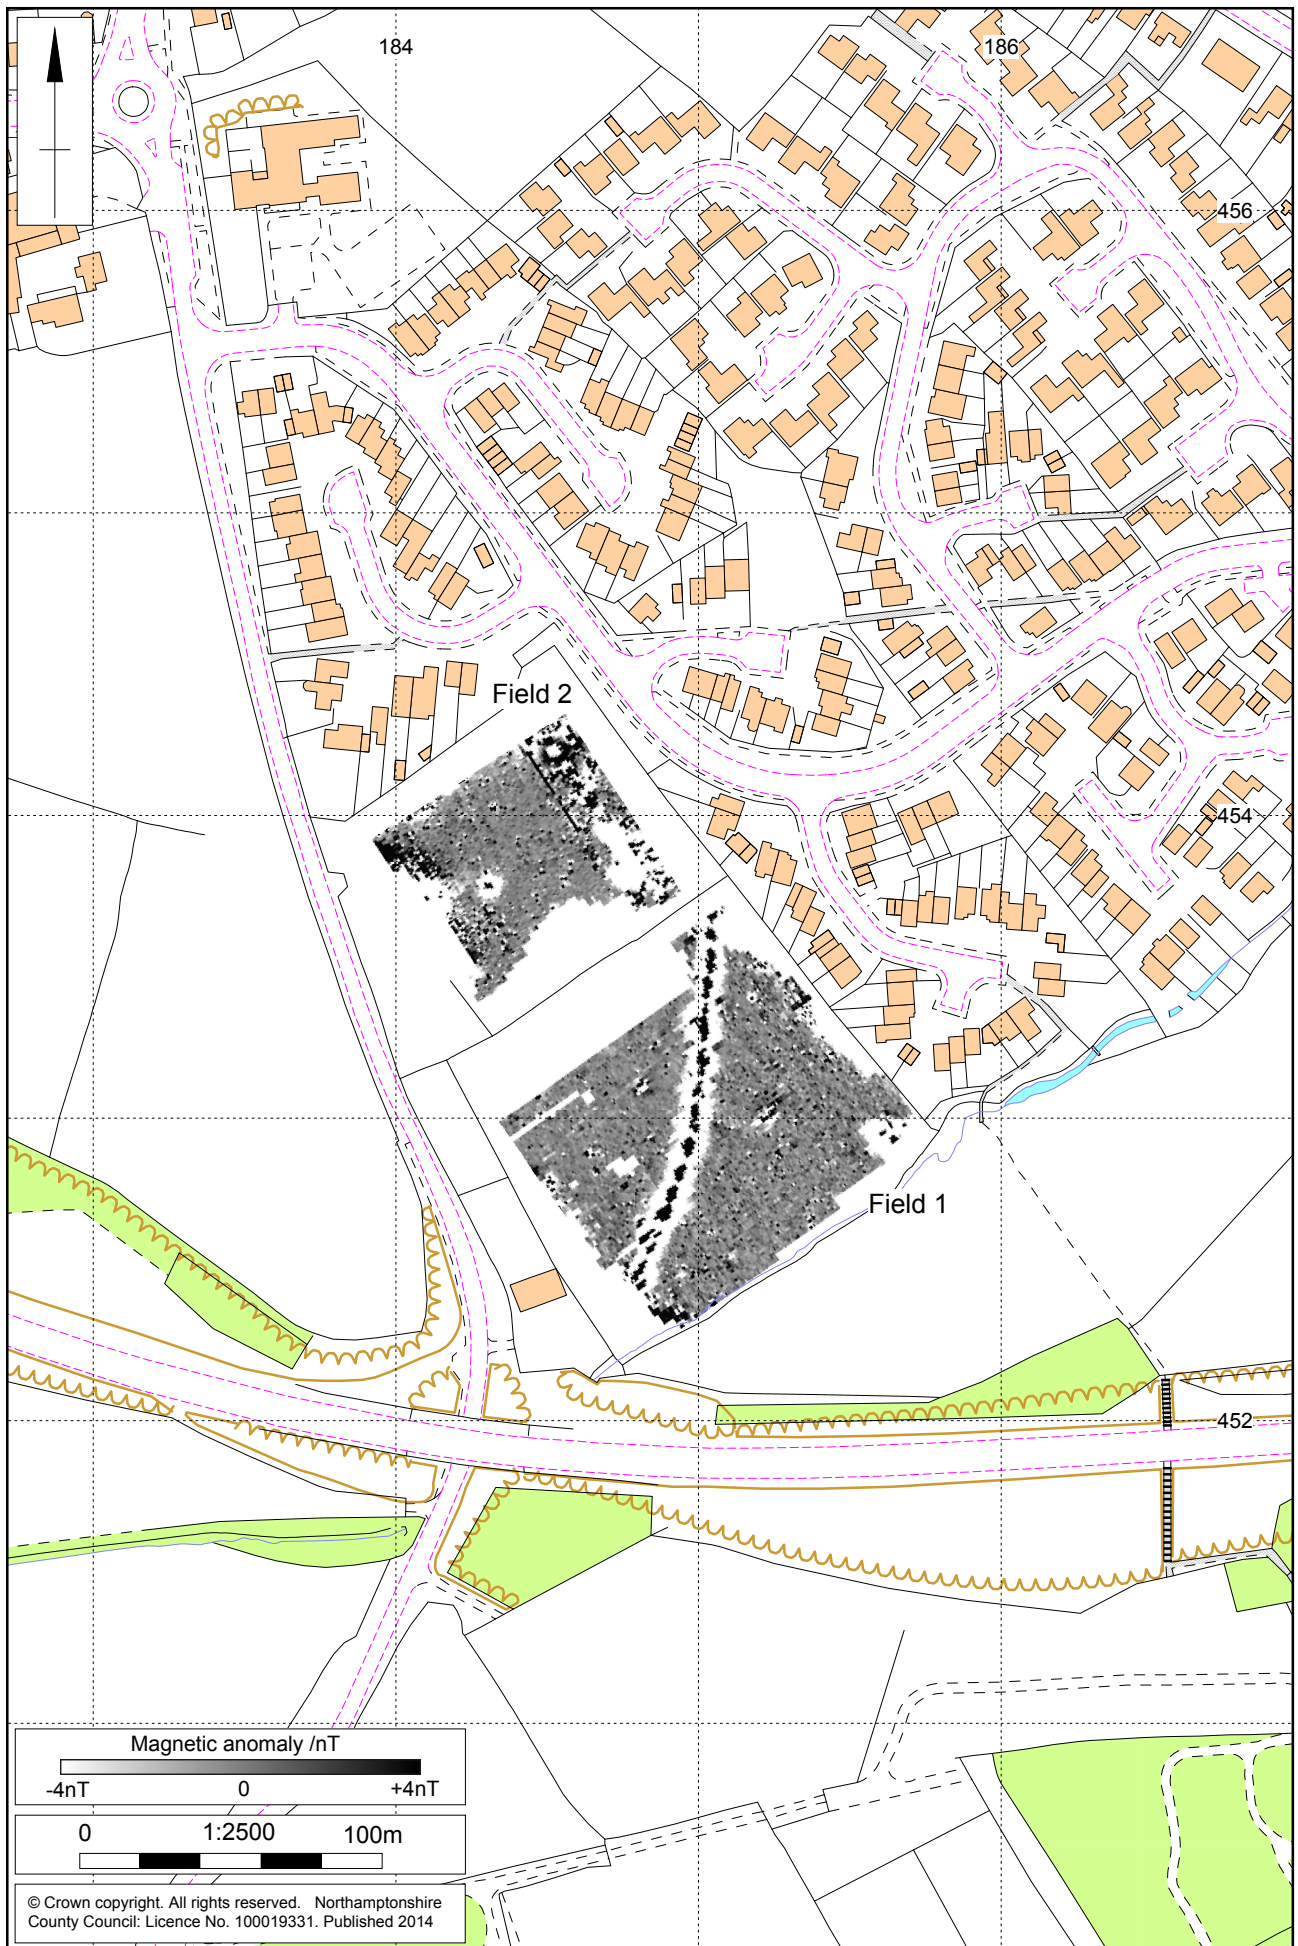 184
186
456
Field 2
454
Field 1
452
Magnetic anomaly /nT
-4nT 0 +4nT
0 1:2500 100m
© Crown copyright. All rights reserved. Northamptonshire
County Council: Licence No. 100019331. Published 2014